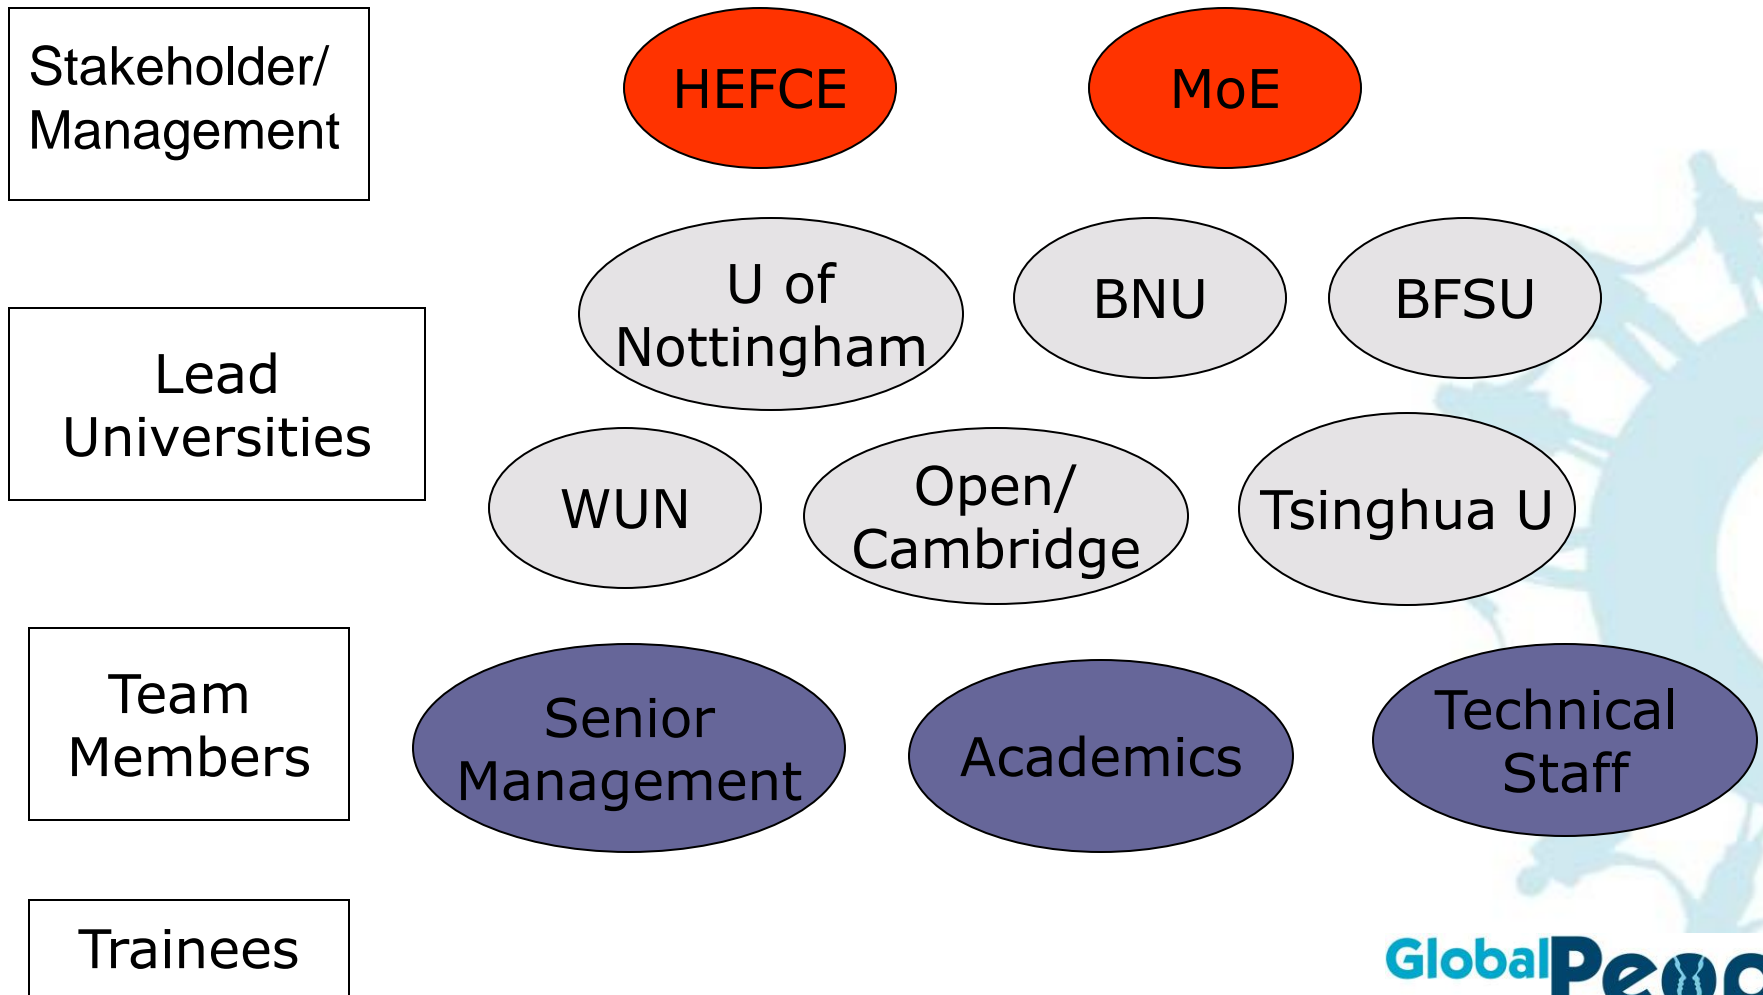 Stakeholder/
Management
HEFCE
MoE
U of
Nottingham
BNU
BFSU
Lead
Universities
WUN
Open/
Cambridge
Tsinghua U
Team
Members
Senior
Management
Academics
Technical
Staff
Trainees
Global